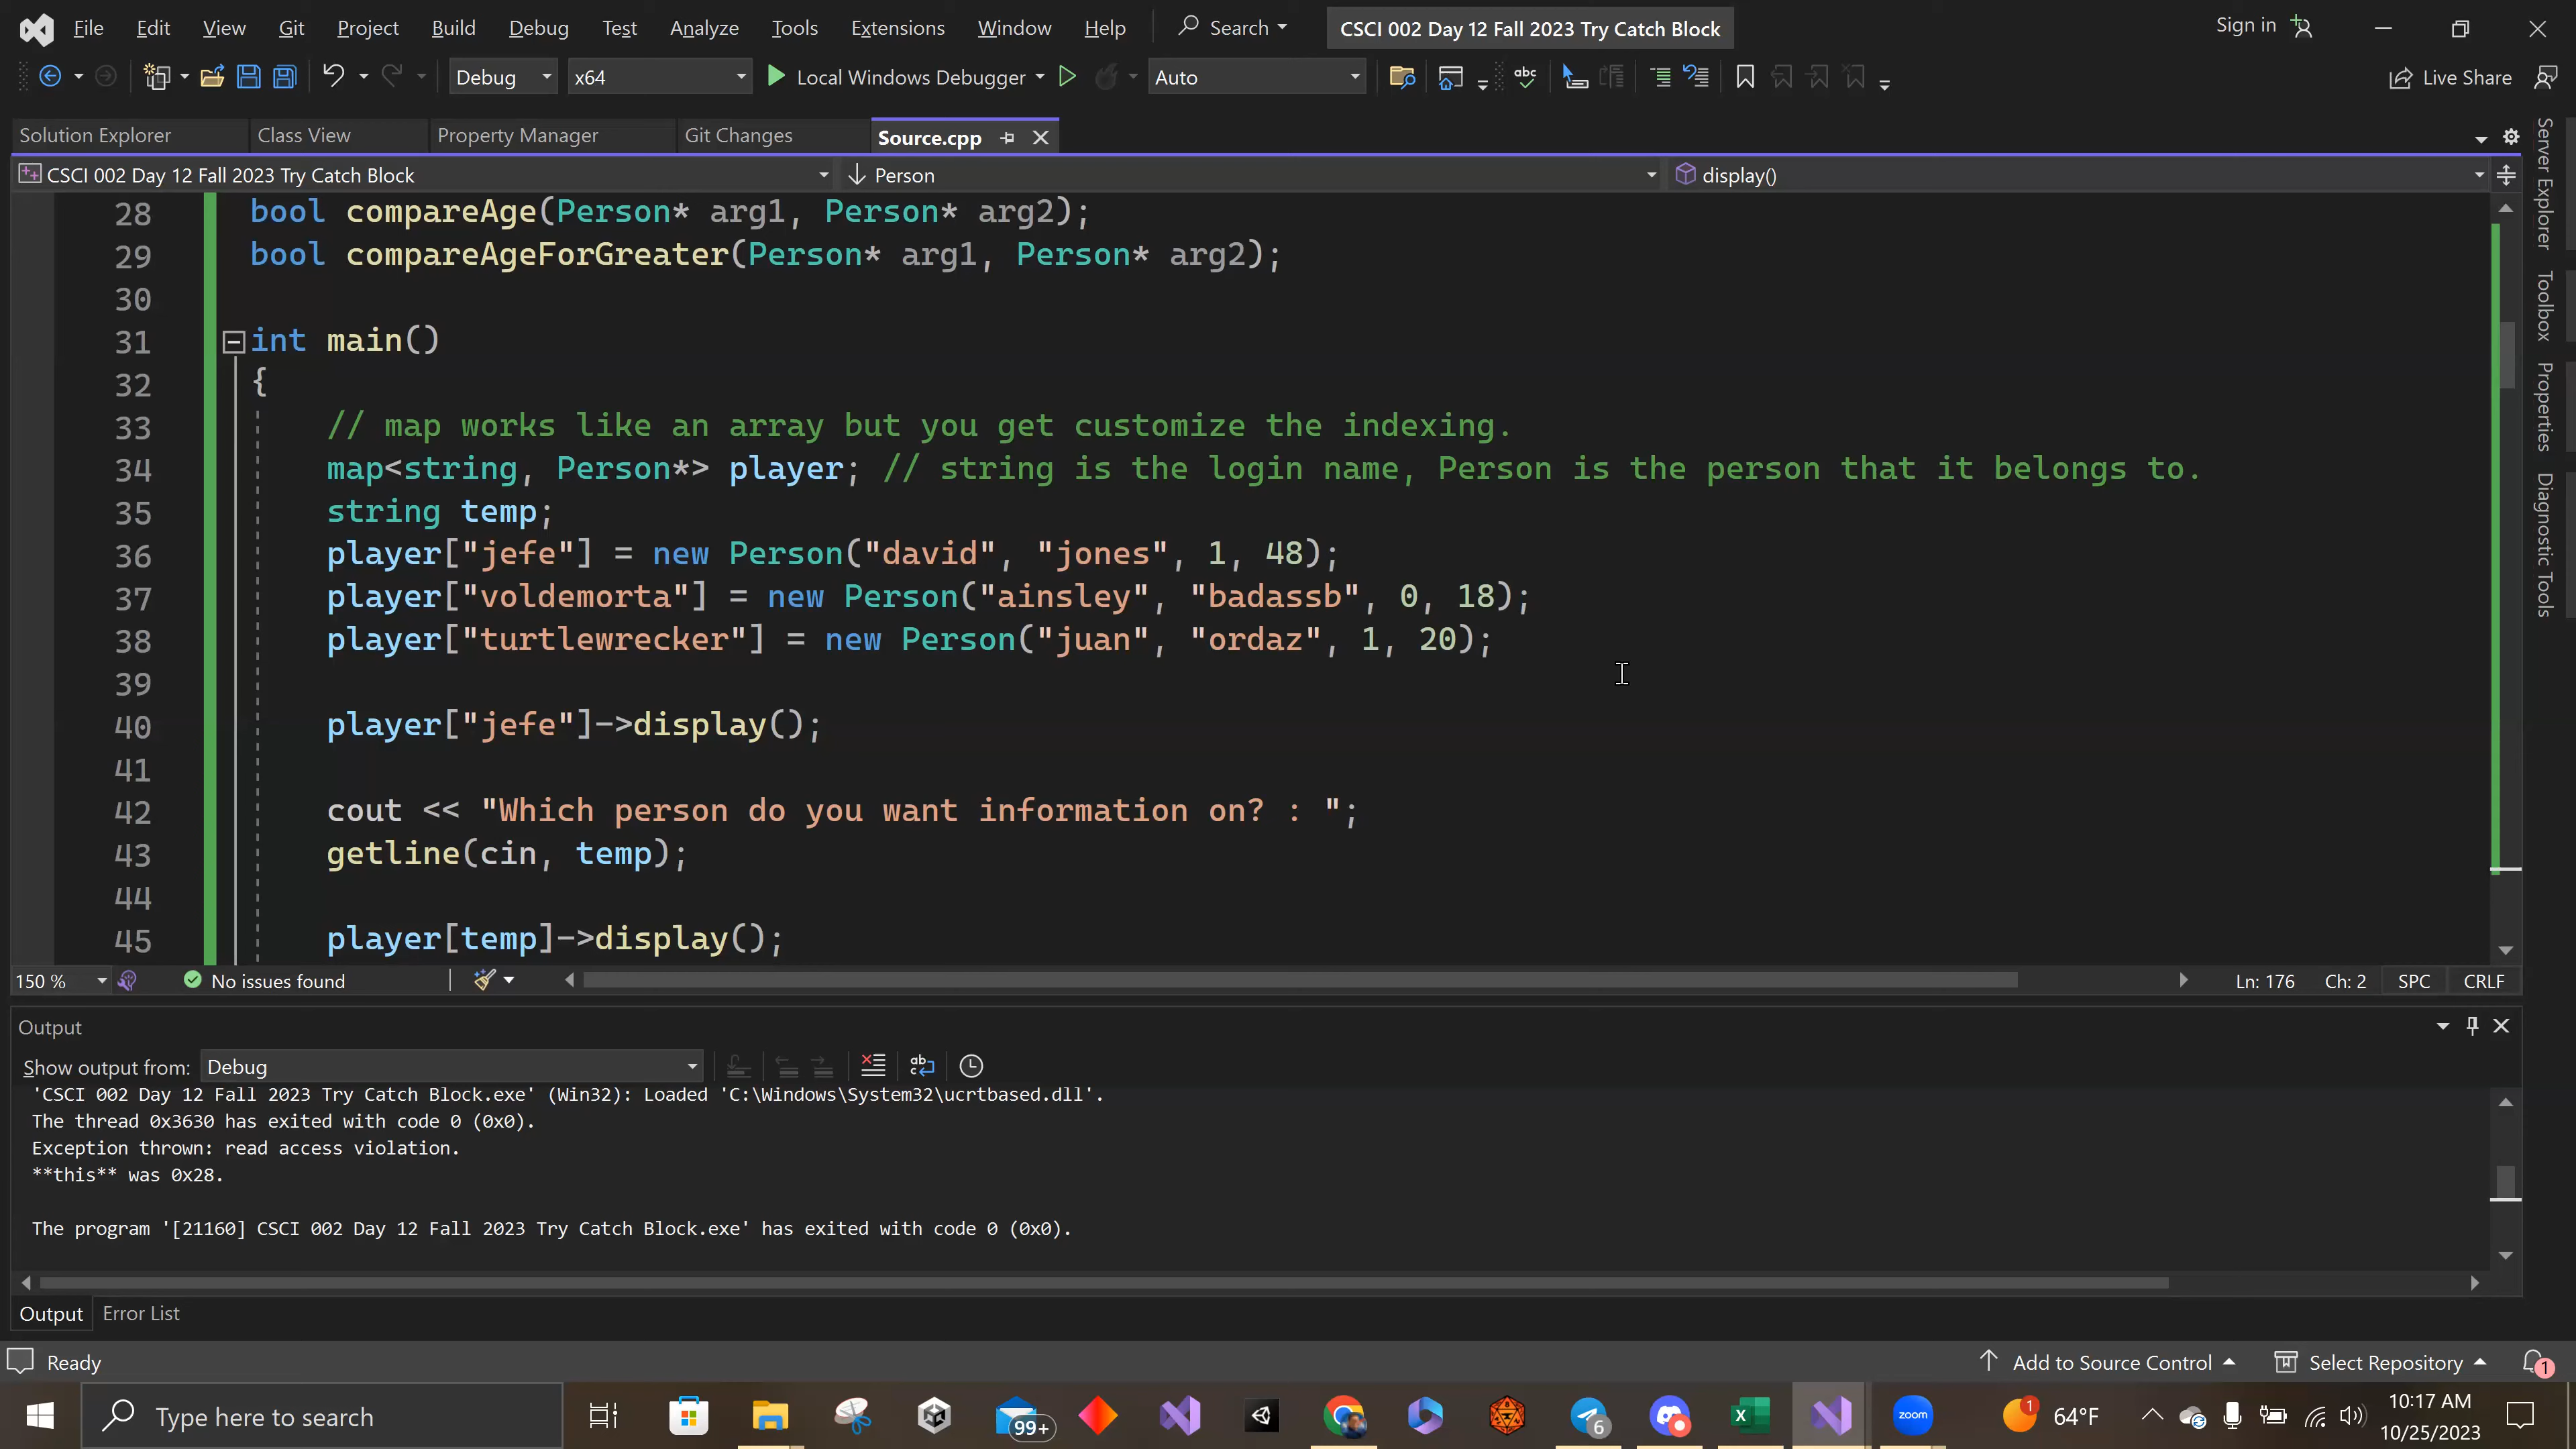 File Edit View Git Project Build Debug Test Analyze Tools Extensions Window Help Search CSCI 002 Day 12 Fall 2023 Try Catch Block Sign in
Debug x64 Local Windows Debugger Auto Live Share
Solution Explorer Class View Property Manager Git Changes Source.cpp
CSCI 002 Day 12 Fall 2023 Try Catch Block Person display()
28 bool compareAge(Person* arg1, Person* arg2);
29 bool compareAgeForGreater(Person* arg1, Person* arg2);
30
31 int main()
32 {
33 // map works like an array but you get customize the indexing.
34 map<string, Person*> player; // string is the login name, Person is the person that it belongs to.
35 string temp;
36 player["jefe"] = new Person("david", "jones", 1, 48);
37 player["voldemorta"] = new Person("ainsley", "badassb", 0, 18);
38 player["turtlewrecker"] = new Person("juan", "ordaz", 1, 20);
39
40 player["jefe"]->display();
41
42 cout << "Which person do you want information on? : ";
43 getline(cin, temp);
44
45 player[temp]->display();
150 % No issues found Ln: 176 Ch: 2 SPC CRLF
Output
Show output from: Debug
'CSCI 002 Day 12 Fall 2023 Try Catch Block.exe' (Win32): Loaded 'C:\Windows\System32\ucrtbased.dll'.
The thread 0x3630 has exited with code 0 (0x0).
Exception thrown: read access violation.
**this** was 0x28.
The program '[21160] CSCI 002 Day 12 Fall 2023 Try Catch Block.exe' has exited with code 0 (0x0).
Output Error List
Ready Add to Source Control Select Repository 1
Type here to search 99+ 6 zoom 1 64°F 10:17 AM
10/25/2023
Server Explorer
Toolbox
Properties
Diagnostic Tools